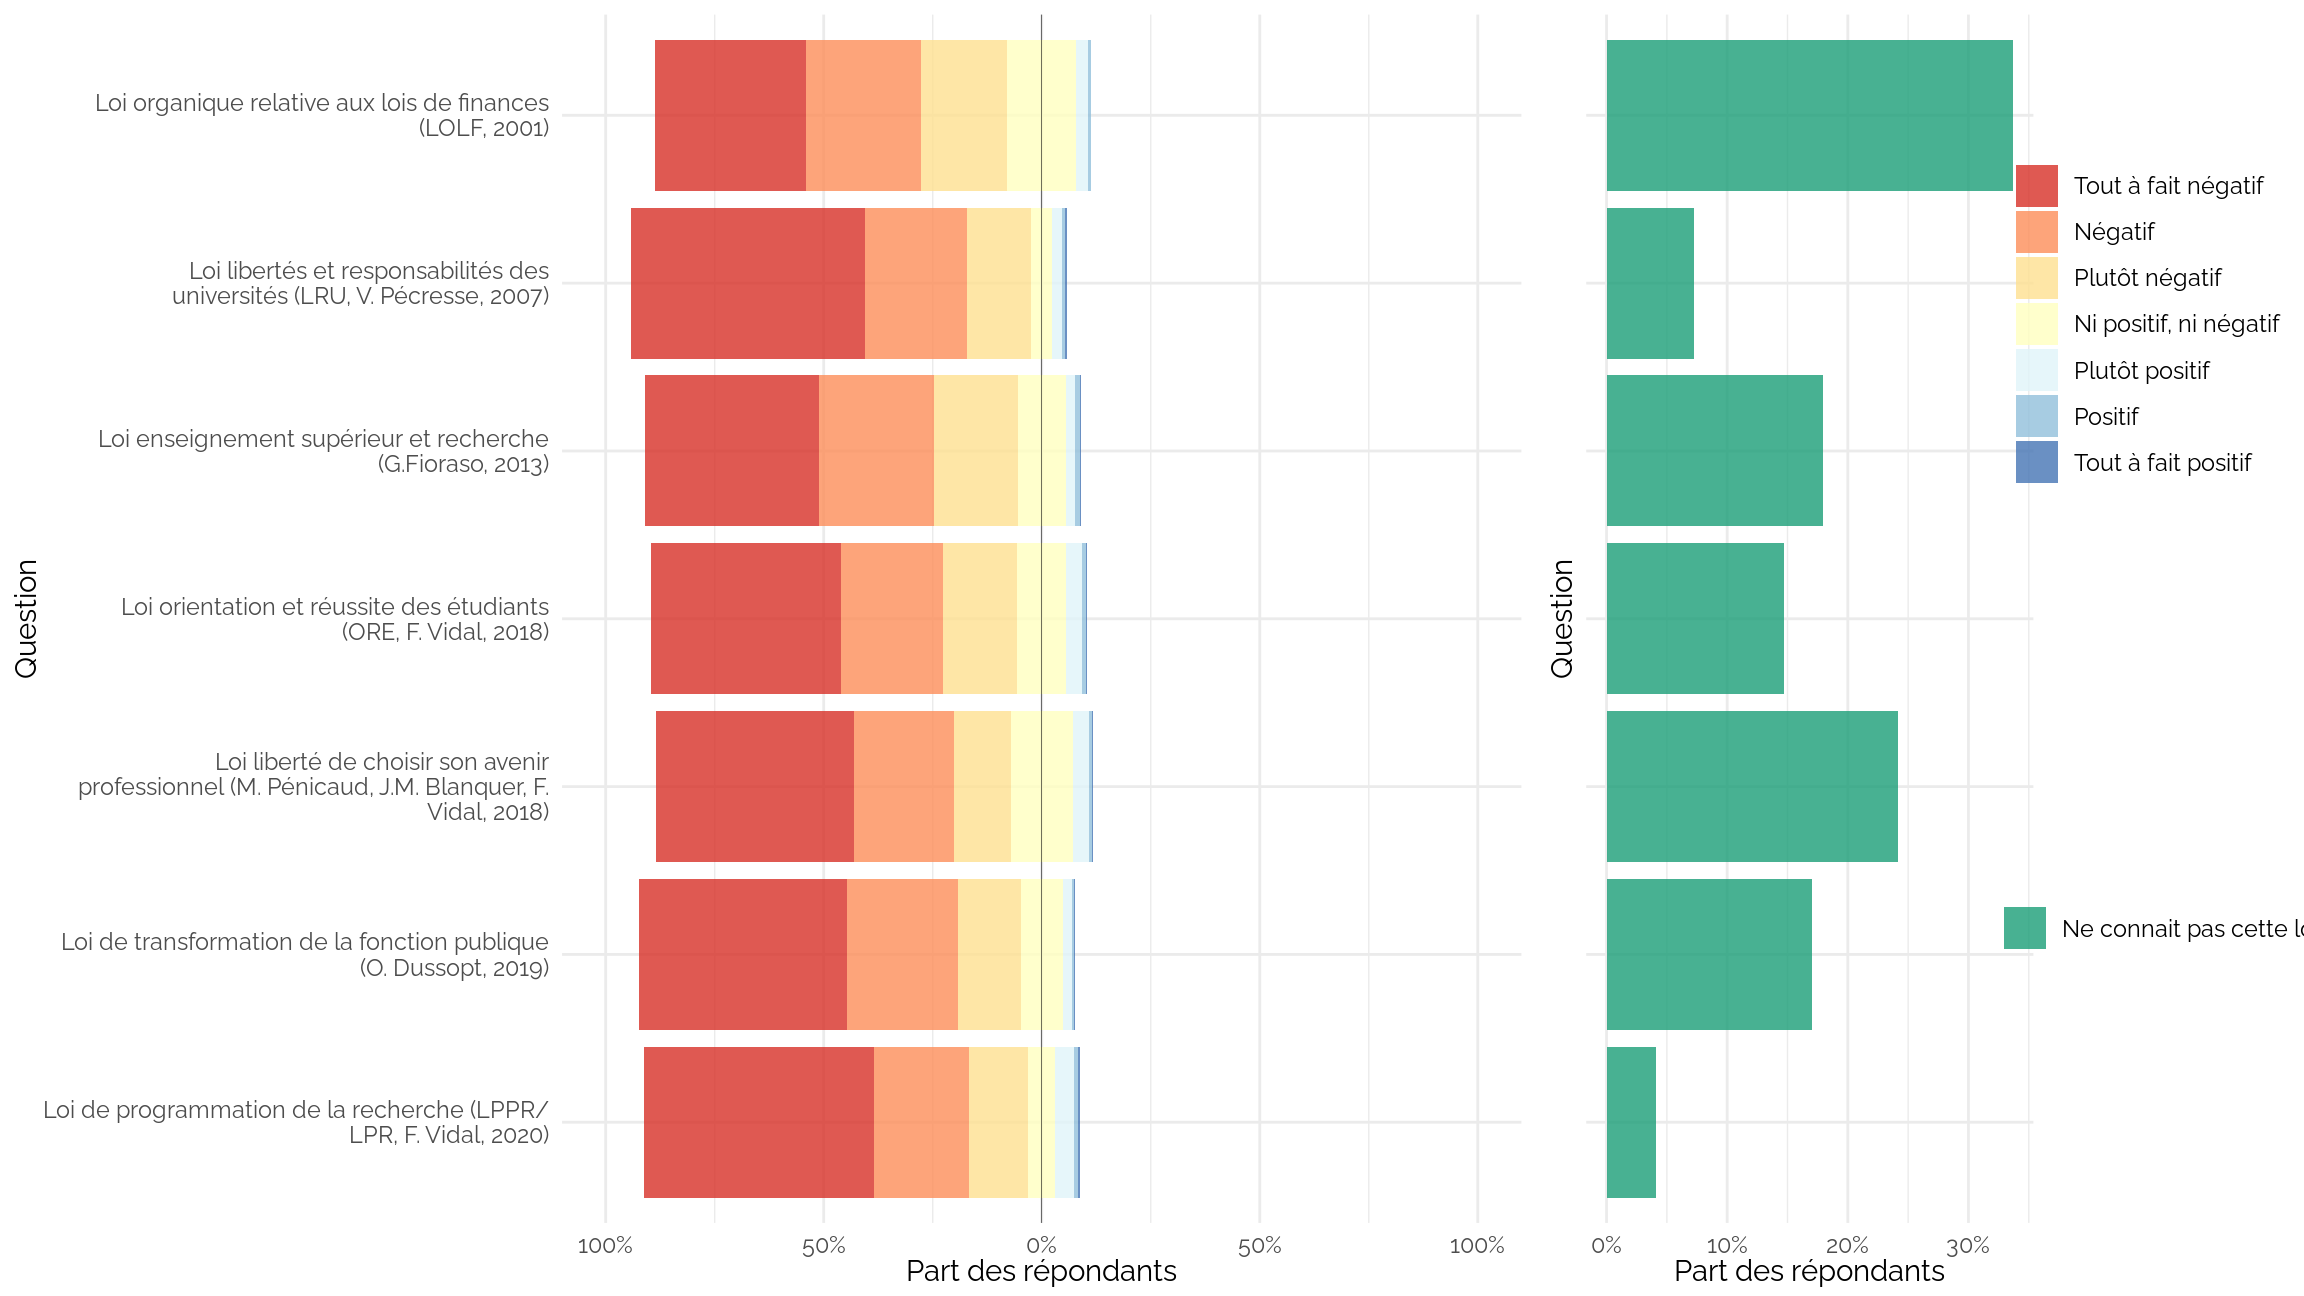 Question
Loi organique relative aux lois de finances
(LOLF, 2001)
Loi libertés et responsabilités des
universités (LRU, V. Pécresse, 2007)
Loi enseignement supérieur et recherche
(G.Fioraso, 2013)
Loi orientation et réussite des étudiants
(ORE, F. Vidal, 2018)
Loi liberté de choisir son avenir
professionnel (M. Pénicaud, J.M. Blanquer, F.
Vidal, 2018)
Loi de transformation de la fonction publique
(O. Dussopt, 2019)
Loi de programmation de la recherche (LPPR/
LPR, F. Vidal, 2020)
100% 50% 0% 50% 100%
Part des répondants
Question
0% 10% 20% 30%
Part des répondants
Tout à fait négatif
Négatif
Plutôt négatif
Ni positif, ni négatif
Plutôt positif
Positif
Tout à fait positif
Ne connait pas cette